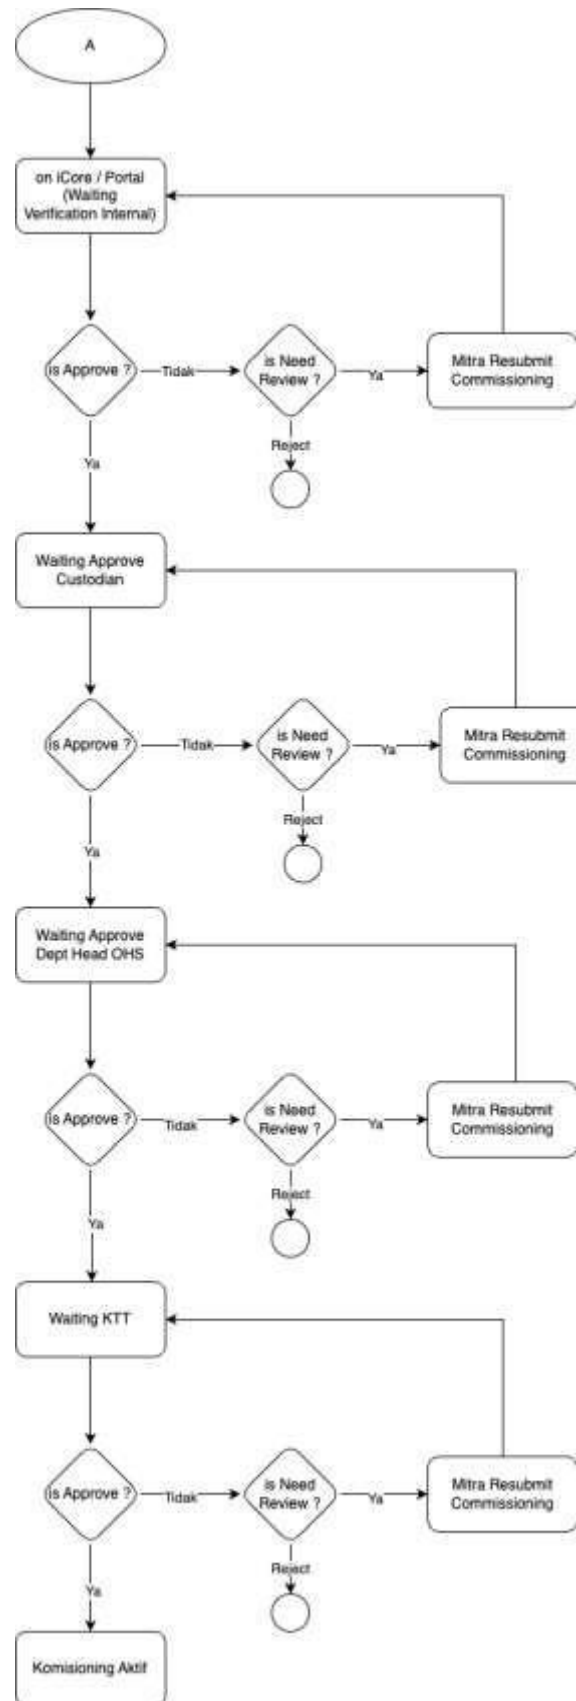 A
on iCore / Portal
(Waiting
Verification Internal)
is Approve ?
Tidak
is Need
Review ?
Ya
Mitra Resubmit
Commissioning
Reject
Ya
Waiting Approve
Custodian
is Approve ?
Tidak
is Need
Review ?
Ya
Mitra Resubmit
Commissioning
Reject
Ya
Waiting Approve
Dept Head OHS
is Approve ?
Tidak
is Need
Review ?
Ya
Mitra Resubmit
Commissioning
Reject
Ya
Waiting KTT
is Approve ?
Tidak
is Need
Review ?
Ya
Mitra Resubmit
Commissioning
Reject
Ya
Komisioning Aktif